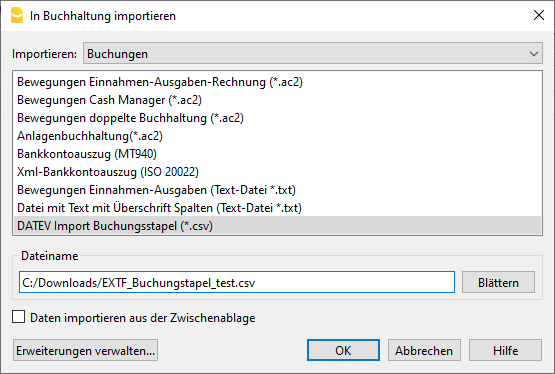 In Buchhaltung importieren
Importieren: Buchungen
Bewegungen Einnahmen-Ausgaben-Rechnung (*.ac2)
Bewegungen Cash Manager (*.ac2)
Bewegungen doppelte Buchhaltung (*.ac2)
Anlagenbuchhaltung(*.ac2)
Bankkontoauszug (MT940)
Xml-Bankkontoauszug (ISO 20022)
Bewegungen Einnahmen-Ausgaben (Text-Datei *.txt)
Datei mit Text mit Überschrift Spalten (Text-Datei *.txt)
DATEV Import Buchungsstapel (*.csv)
Dateiname
C:/Downloads/EXTF_Buchungstapel_test.csv Blättern
Daten importieren aus der Zwischenablage
Erweiterungen verwalten... OK Abbrechen Hilfe